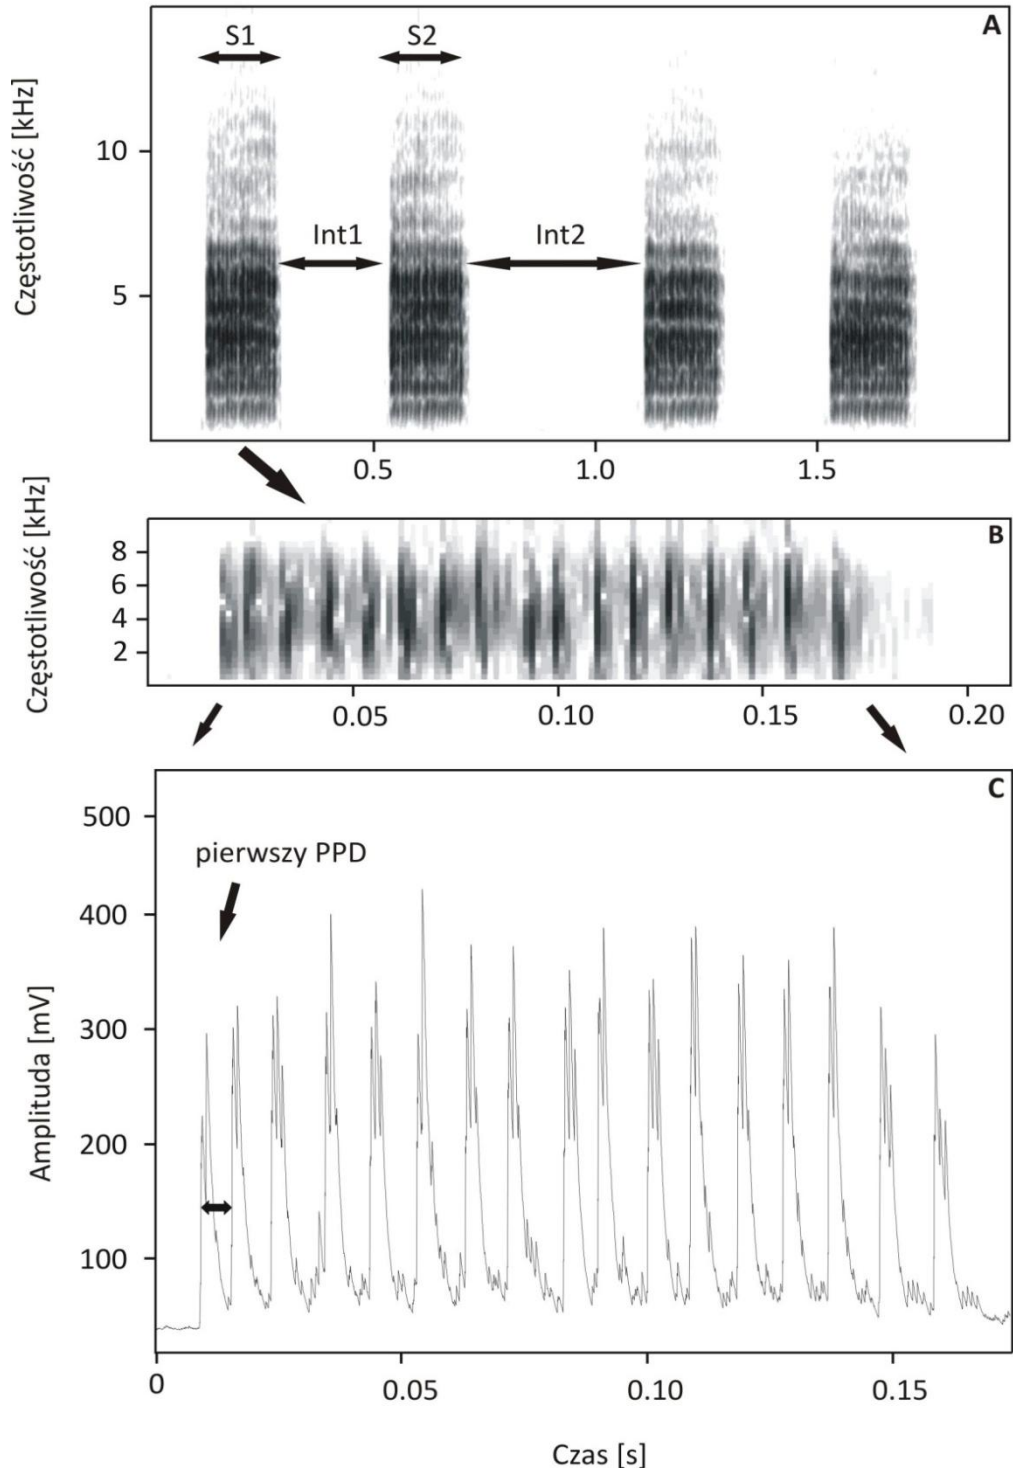 A
S1 S2
Częstotliwość [kHz]
10
Int1 Int2
5
0.5 1.0 1.5
B
Częstotliwość [kHz]
8
6
4
2
0.05 0.10 0.15 0.20
C
500
pierwszy PPD
400
Amplituda [mV]
300
200
100
0 0.05 0.10 0.15
Czas [s]